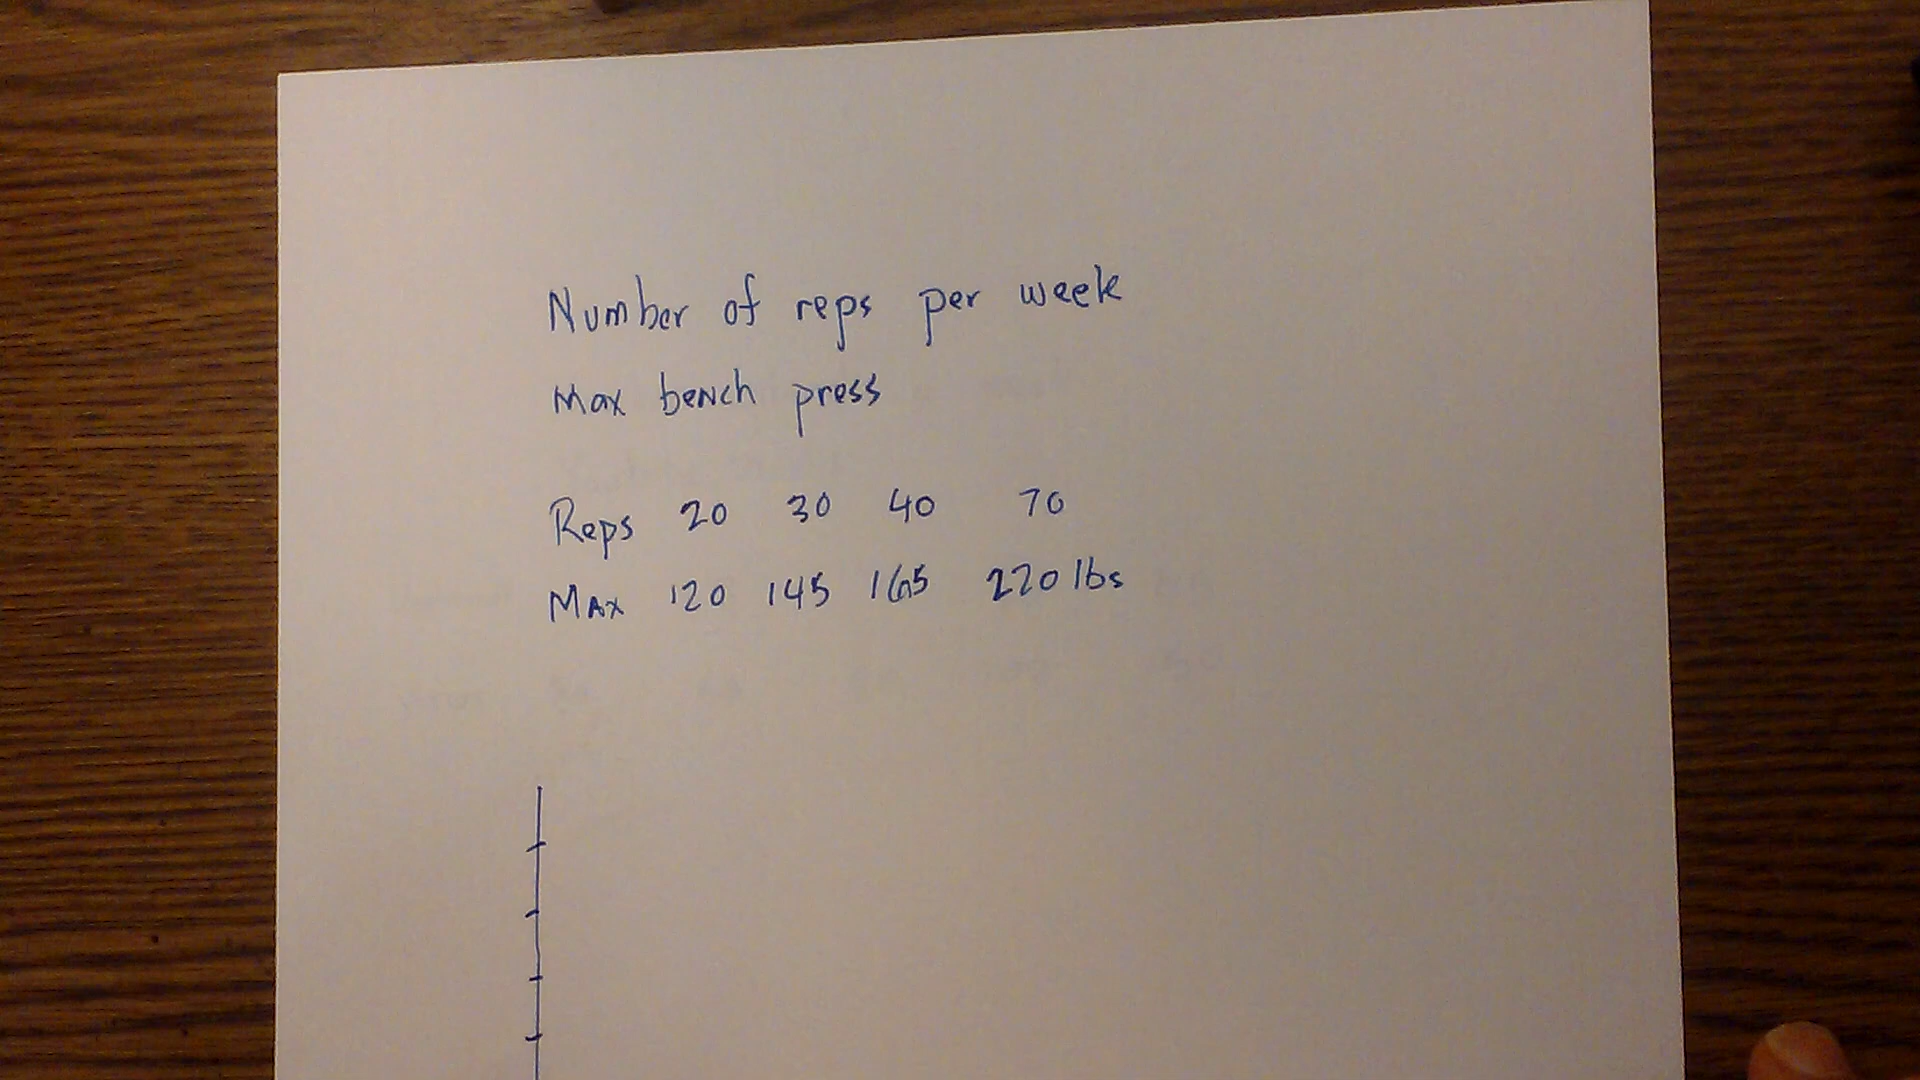 Number of reps per week
Max bench press
Reps 20 30 40 70
Max 120 145 165 220 lbs